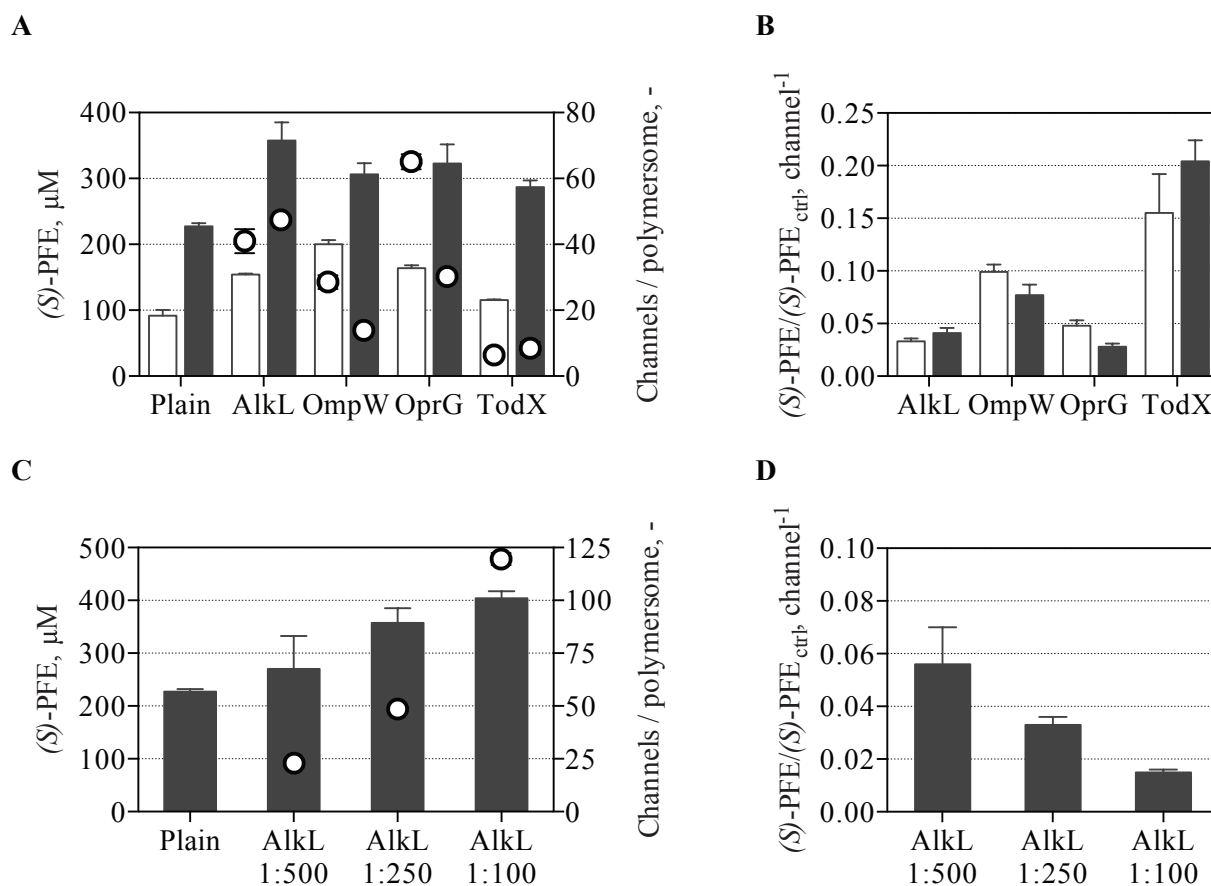 A
B
400
300
200
100
0
(S)-PFE, µM
80
60
40
20
0
Channels / polymersome, -
Plain AlkL OmpW OprG TodX
0.25
0.20
0.15
0.10
0.05
0.00
(S)-PFE/(S)-PFE_ctrl, channel⁻¹
AlkL OmpW OprG TodX
C
D
500
400
300
200
100
0
(S)-PFE, µM
125
100
75
50
25
0
Channels / polymersome, -
Plain AlkL AlkL AlkL
1:500 1:250 1:100
0.10
0.08
0.06
0.04
0.02
0.00
(S)-PFE/(S)-PFE_ctrl, channel⁻¹
AlkL AlkL AlkL
1:500 1:250 1:100